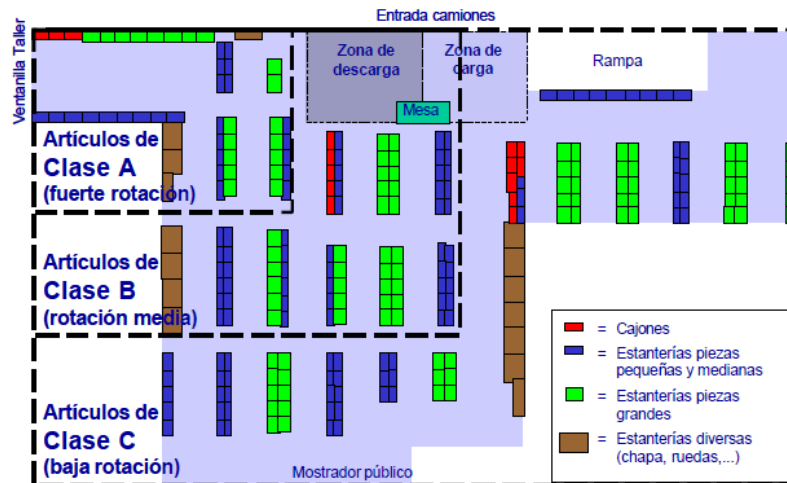 Entrada camiones
Ventanilla Taller
Zona de
descarga
Zona de
carga
Rampa
Mesa
Artículos de
Clase A
(fuerte rotación)
Artículos de
Clase B
(rotación media)
Artículos de
Clase C
(baja rotación)
Mostrador público
= Cajones
= Estanterías piezas
pequeñas y medianas
= Estanterías piezas
grandes
= Estanterías diversas
(chapa, ruedas,...)